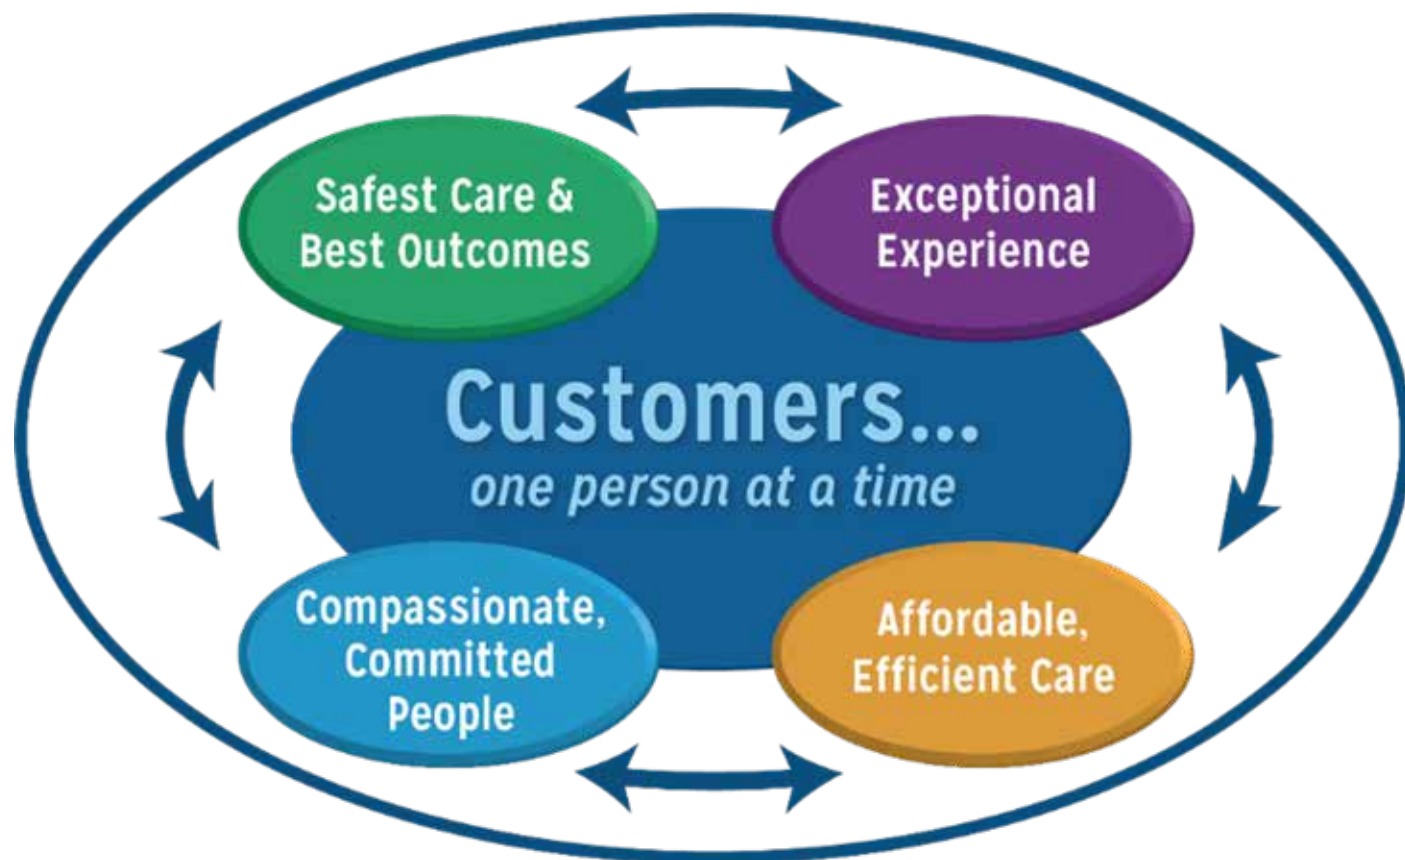 Safest Care &
Best Outcomes
Exceptional
Experience
Customers...
one person at a time
Compassionate,
Committed
People
Affordable,
Efficient Care